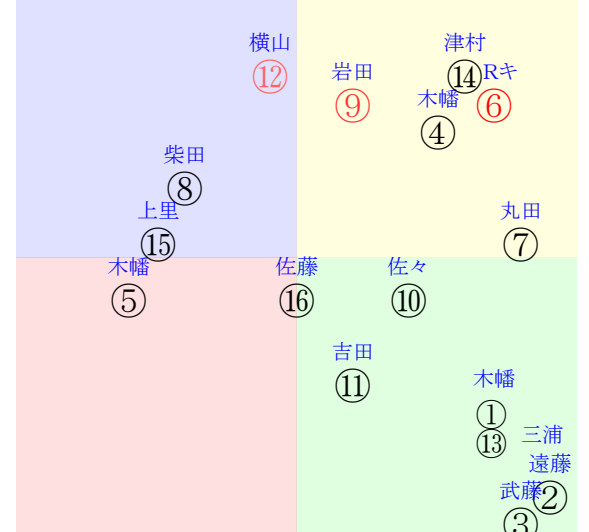 横山
⑫
津村
⑭
岩田
⑨
Rキ
⑥
木幡
④
柴田
⑧
上里
⑮
丸田
⑦
木幡
⑤
佐藤
⑯
佐々
⑩
吉田
⑪
木幡
①
⑬
三浦
遠藤
②
武藤
③